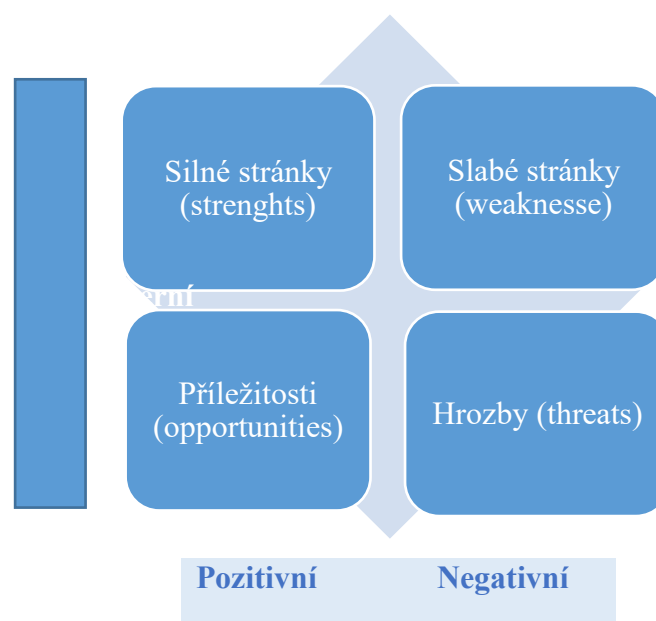 Silné stránky
(strenghts)
Slabé stránky
(weaknesse)
Příležitosti
(opportunities)
Hrozby (threats)
Pozitivní
Negativní